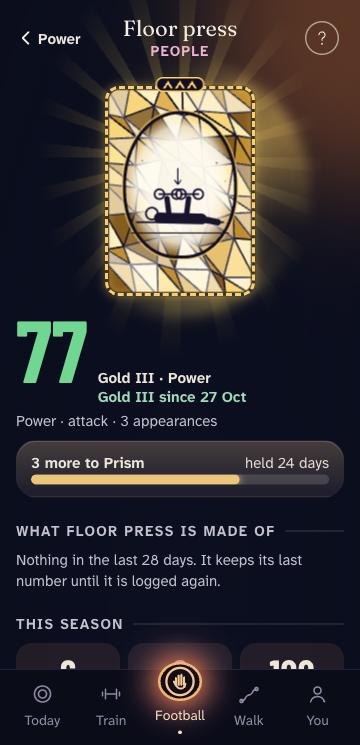 Power
Floor press
PEOPLE
?
77
Gold III · Power
Gold III since 27 Oct
Power · attack · 3 appearances
3 more to Prism
held 24 days
WHAT FLOOR PRESS IS MADE OF
Nothing in the last 28 days. It keeps its last
number until it is logged again.
THIS SEASON
Today
Train
Football
Walk
You